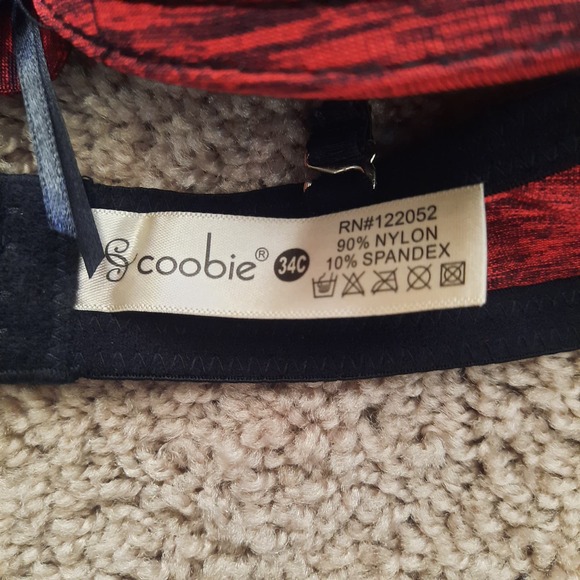 coobie® 34C
RN#122052
90% NYLON
10% SPANDEX